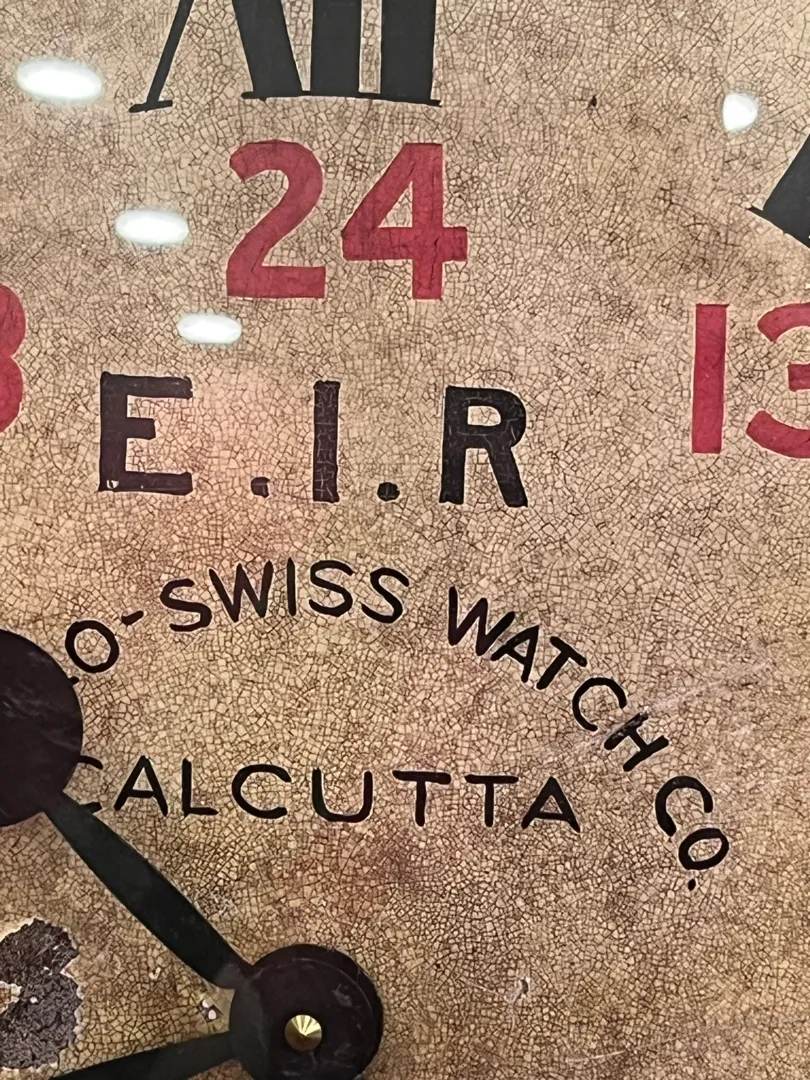 XII
24
13
E.I.R
O-SWISS WATCH CO.
CALCUTTA